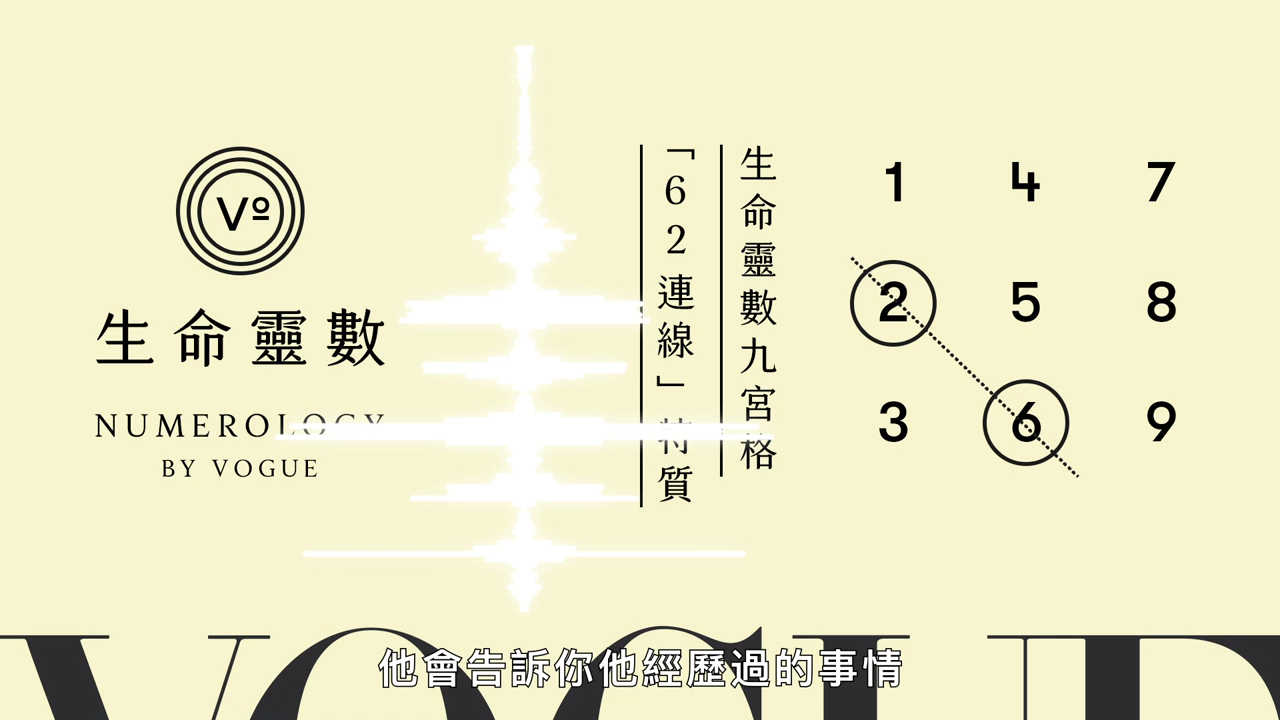 Vº
生命靈數
NUMEROLOGY
BY VOGUE
生命靈數九宮格
「62連線」特質
1 4 7
2 5 8
3 6 9
VOGUE
他會告訴你他經歷過的事情